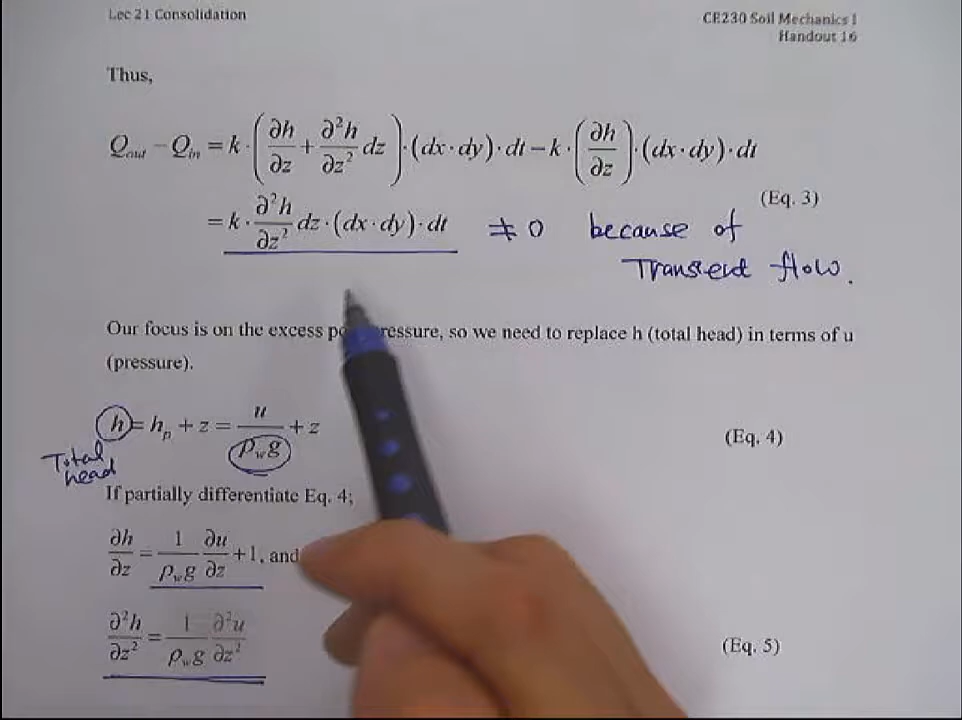 Lec 21 Consolidation
CE230 Soil Mechanics I
Handout 16
Thus,
Q_out − Q_in = k · (∂h/∂z + ∂²h/∂z² dz) · (dx · dy) · dt − k · (∂h/∂z) · (dx · dy) · dt
(Eq. 3)
= k · ∂²h/∂z² dz · (dx · dy) · dt ≠ 0 because of
Transient flow.
Our focus is on the excess po ressure, so we need to replace h (total head) in terms of u
(pressure).
h = h_p + z = u/(ρ_w g) + z
(Eq. 4)
Total
head
If partially differentiate Eq. 4;
∂h/∂z = 1/(ρ_w g) ∂u/∂z + 1, and
∂²h/∂z² = 1/(ρ_w g) ∂²u/∂z²
(Eq. 5)